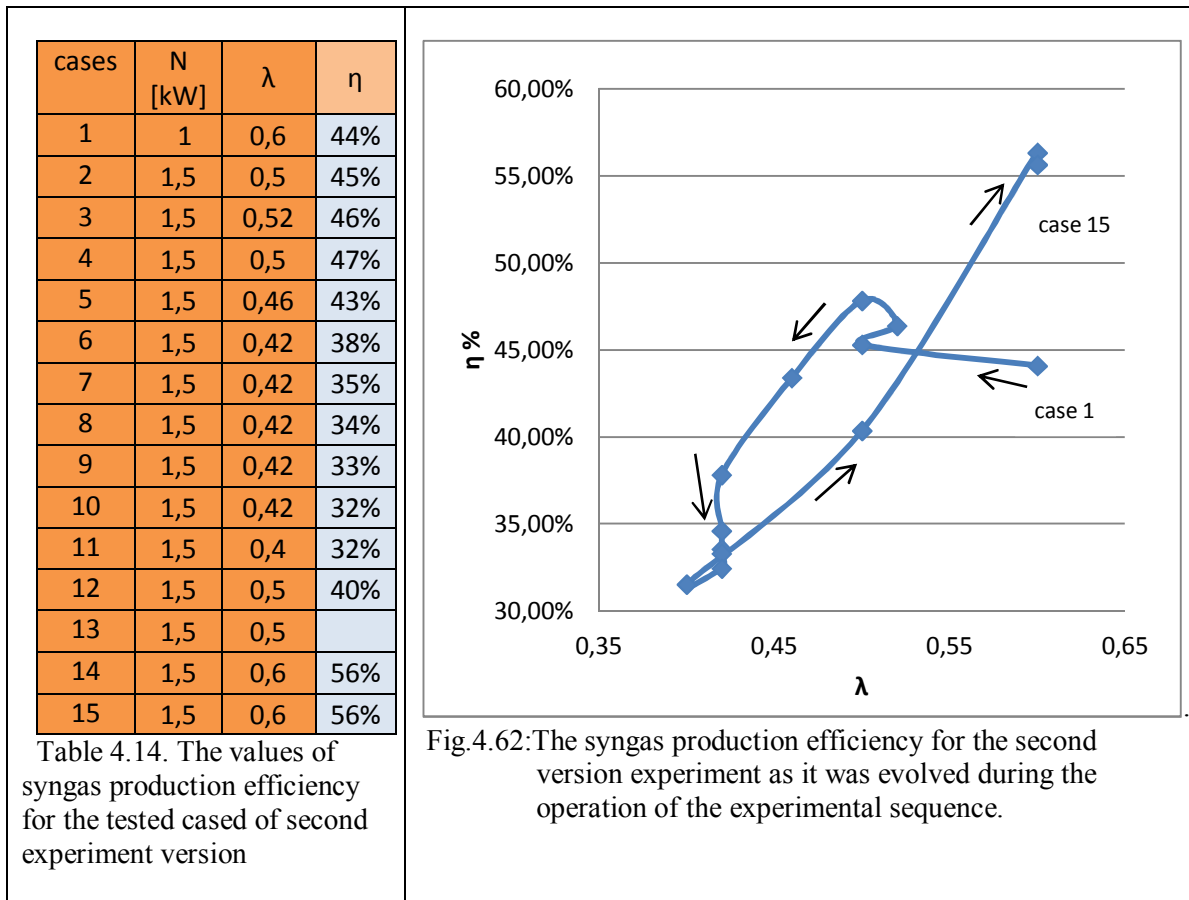 cases N [kW] λ η
1 1 0,6 44%
2 1,5 0,5 45%
3 1,5 0,52 46%
4 1,5 0,5 47%
5 1,5 0,46 43%
6 1,5 0,42 38%
7 1,5 0,42 35%
8 1,5 0,42 34%
9 1,5 0,42 33%
10 1,5 0,42 32%
11 1,5 0,4 32%
12 1,5 0,5 40%
13 1,5 0,5
14 1,5 0,6 56%
15 1,5 0,6 56%
Table 4.14. The values of
syngas production efficiency
for the tested cased of second
experiment version
60,00%
55,00%
50,00%
45,00%
40,00%
35,00%
30,00%
η %
case 15
case 1
0,35 0,45 0,55 0,65
λ
.
Fig.4.62:The syngas production efficiency for the second
version experiment as it was evolved during the
operation of the experimental sequence.